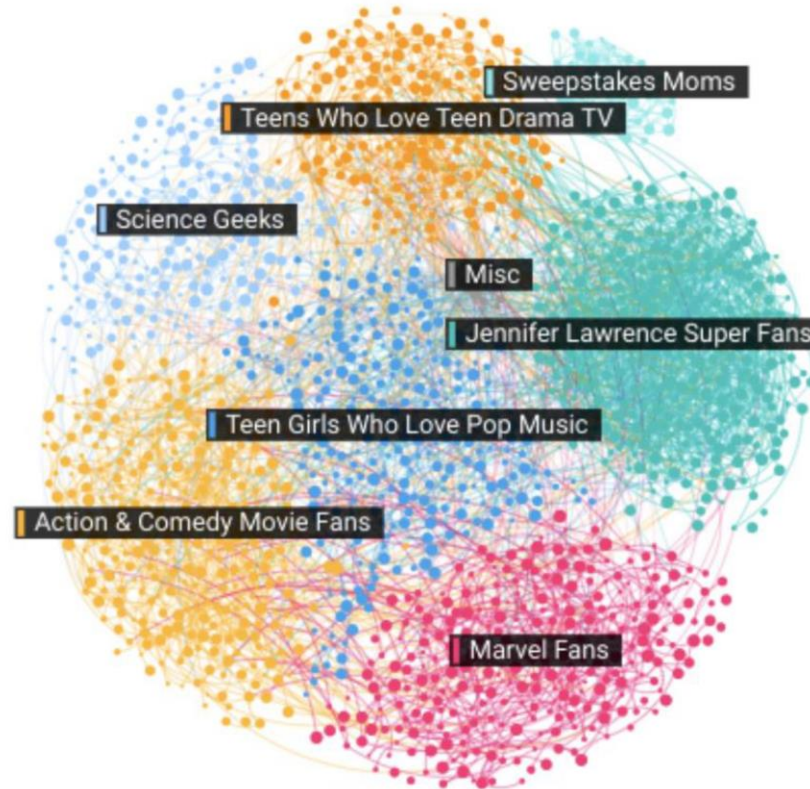 Sweepstakes Moms
Teens Who Love Teen Drama TV
Science Geeks
Misc
Jennifer Lawrence Super Fans
Teen Girls Who Love Pop Music
Action & Comedy Movie Fans
Marvel Fans